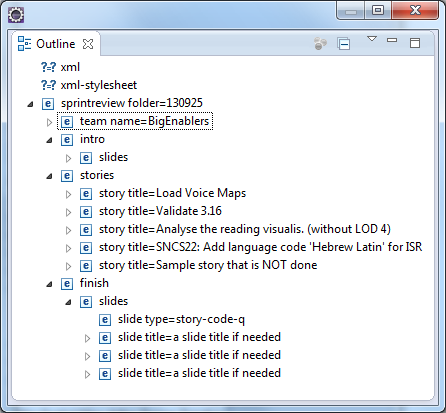 Outline
?=? xml
?=? xml-stylesheet
e sprintreview folder=130925
e team name=BigEnablers
e intro
e slides
e stories
e story title=Load Voice Maps
e story title=Validate 3.16
e story title=Analyse the reading visualis. (without LOD 4)
e story title=SNCS22: Add language code 'Hebrew Latin' for ISR
e story title=Sample story that is NOT done
e finish
e slides
e slide type=story-code-q
e slide title=a slide title if needed
e slide title=a slide title if needed
e slide title=a slide title if needed